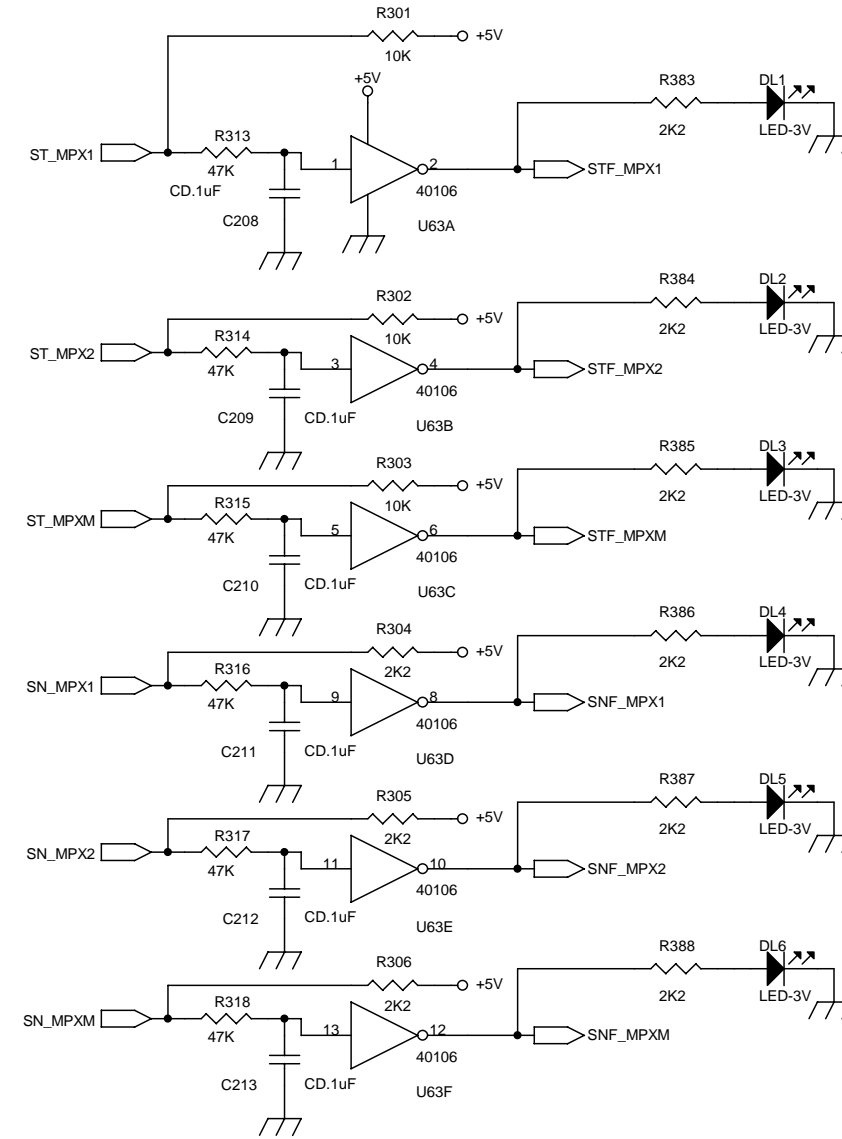 R301
+5V
10K
+5V
R383
DL1
2K2
LED-3V
ST_MPX1
R313
47K
CD.1uF
C208
1
2
40106
U63A
STF_MPX1
R302
+5V
10K
R384
DL2
2K2
LED-3V
ST_MPX2
R314
47K
C209
CD.1uF
3
4
40106
U63B
STF_MPX2
R303
+5V
10K
R385
DL3
2K2
LED-3V
ST_MPXM
R315
47K
C210
CD.1uF
5
6
40106
U63C
STF_MPXM
R304
+5V
2K2
R386
DL4
2K2
LED-3V
SN_MPX1
R316
47K
C211
CD.1uF
9
8
40106
U63D
SNF_MPX1
R305
+5V
2K2
R387
DL5
2K2
LED-3V
SN_MPX2
R317
47K
C212
CD.1uF
11
10
40106
U63E
SNF_MPX2
R306
+5V
2K2
R388
DL6
2K2
LED-3V
SN_MPXM
R318
47K
C213
CD.1uF
13
12
40106
U63F
SNF_MPXM